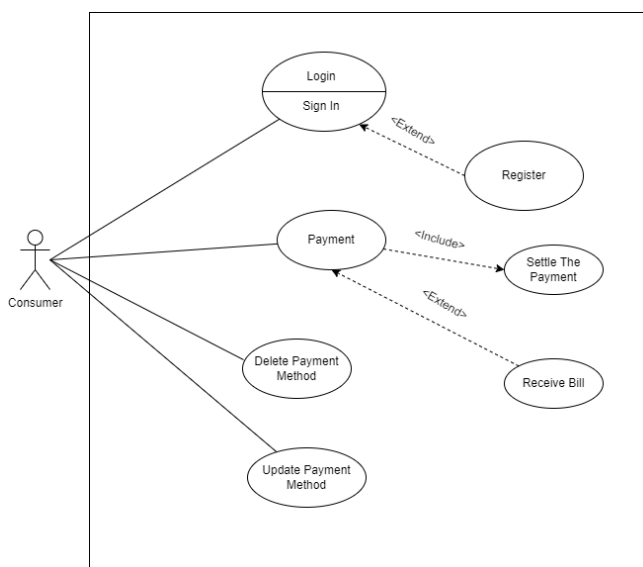 Login
Sign In
<Extend>
Register
Payment
<Include>
Settle The
Payment
Consumer
<Extend>
Delete Payment
Method
Receive Bill
Update Payment
Method